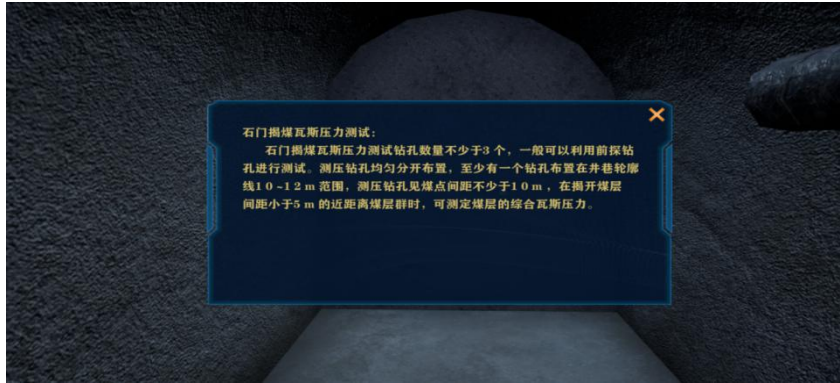 石门揭煤瓦斯压力测试：
石门揭煤瓦斯压力测试钻孔数量不少于3个，一般可以利用前探钻
孔进行测试。测压钻孔均匀分开布置，至少有一个钻孔布置在井巷轮廓
线10~12m范围，测压钻孔见煤点间距不少于10m，在揭开煤层
间距小于5m的近距离煤层群时，可测定煤层的综合瓦斯压力。